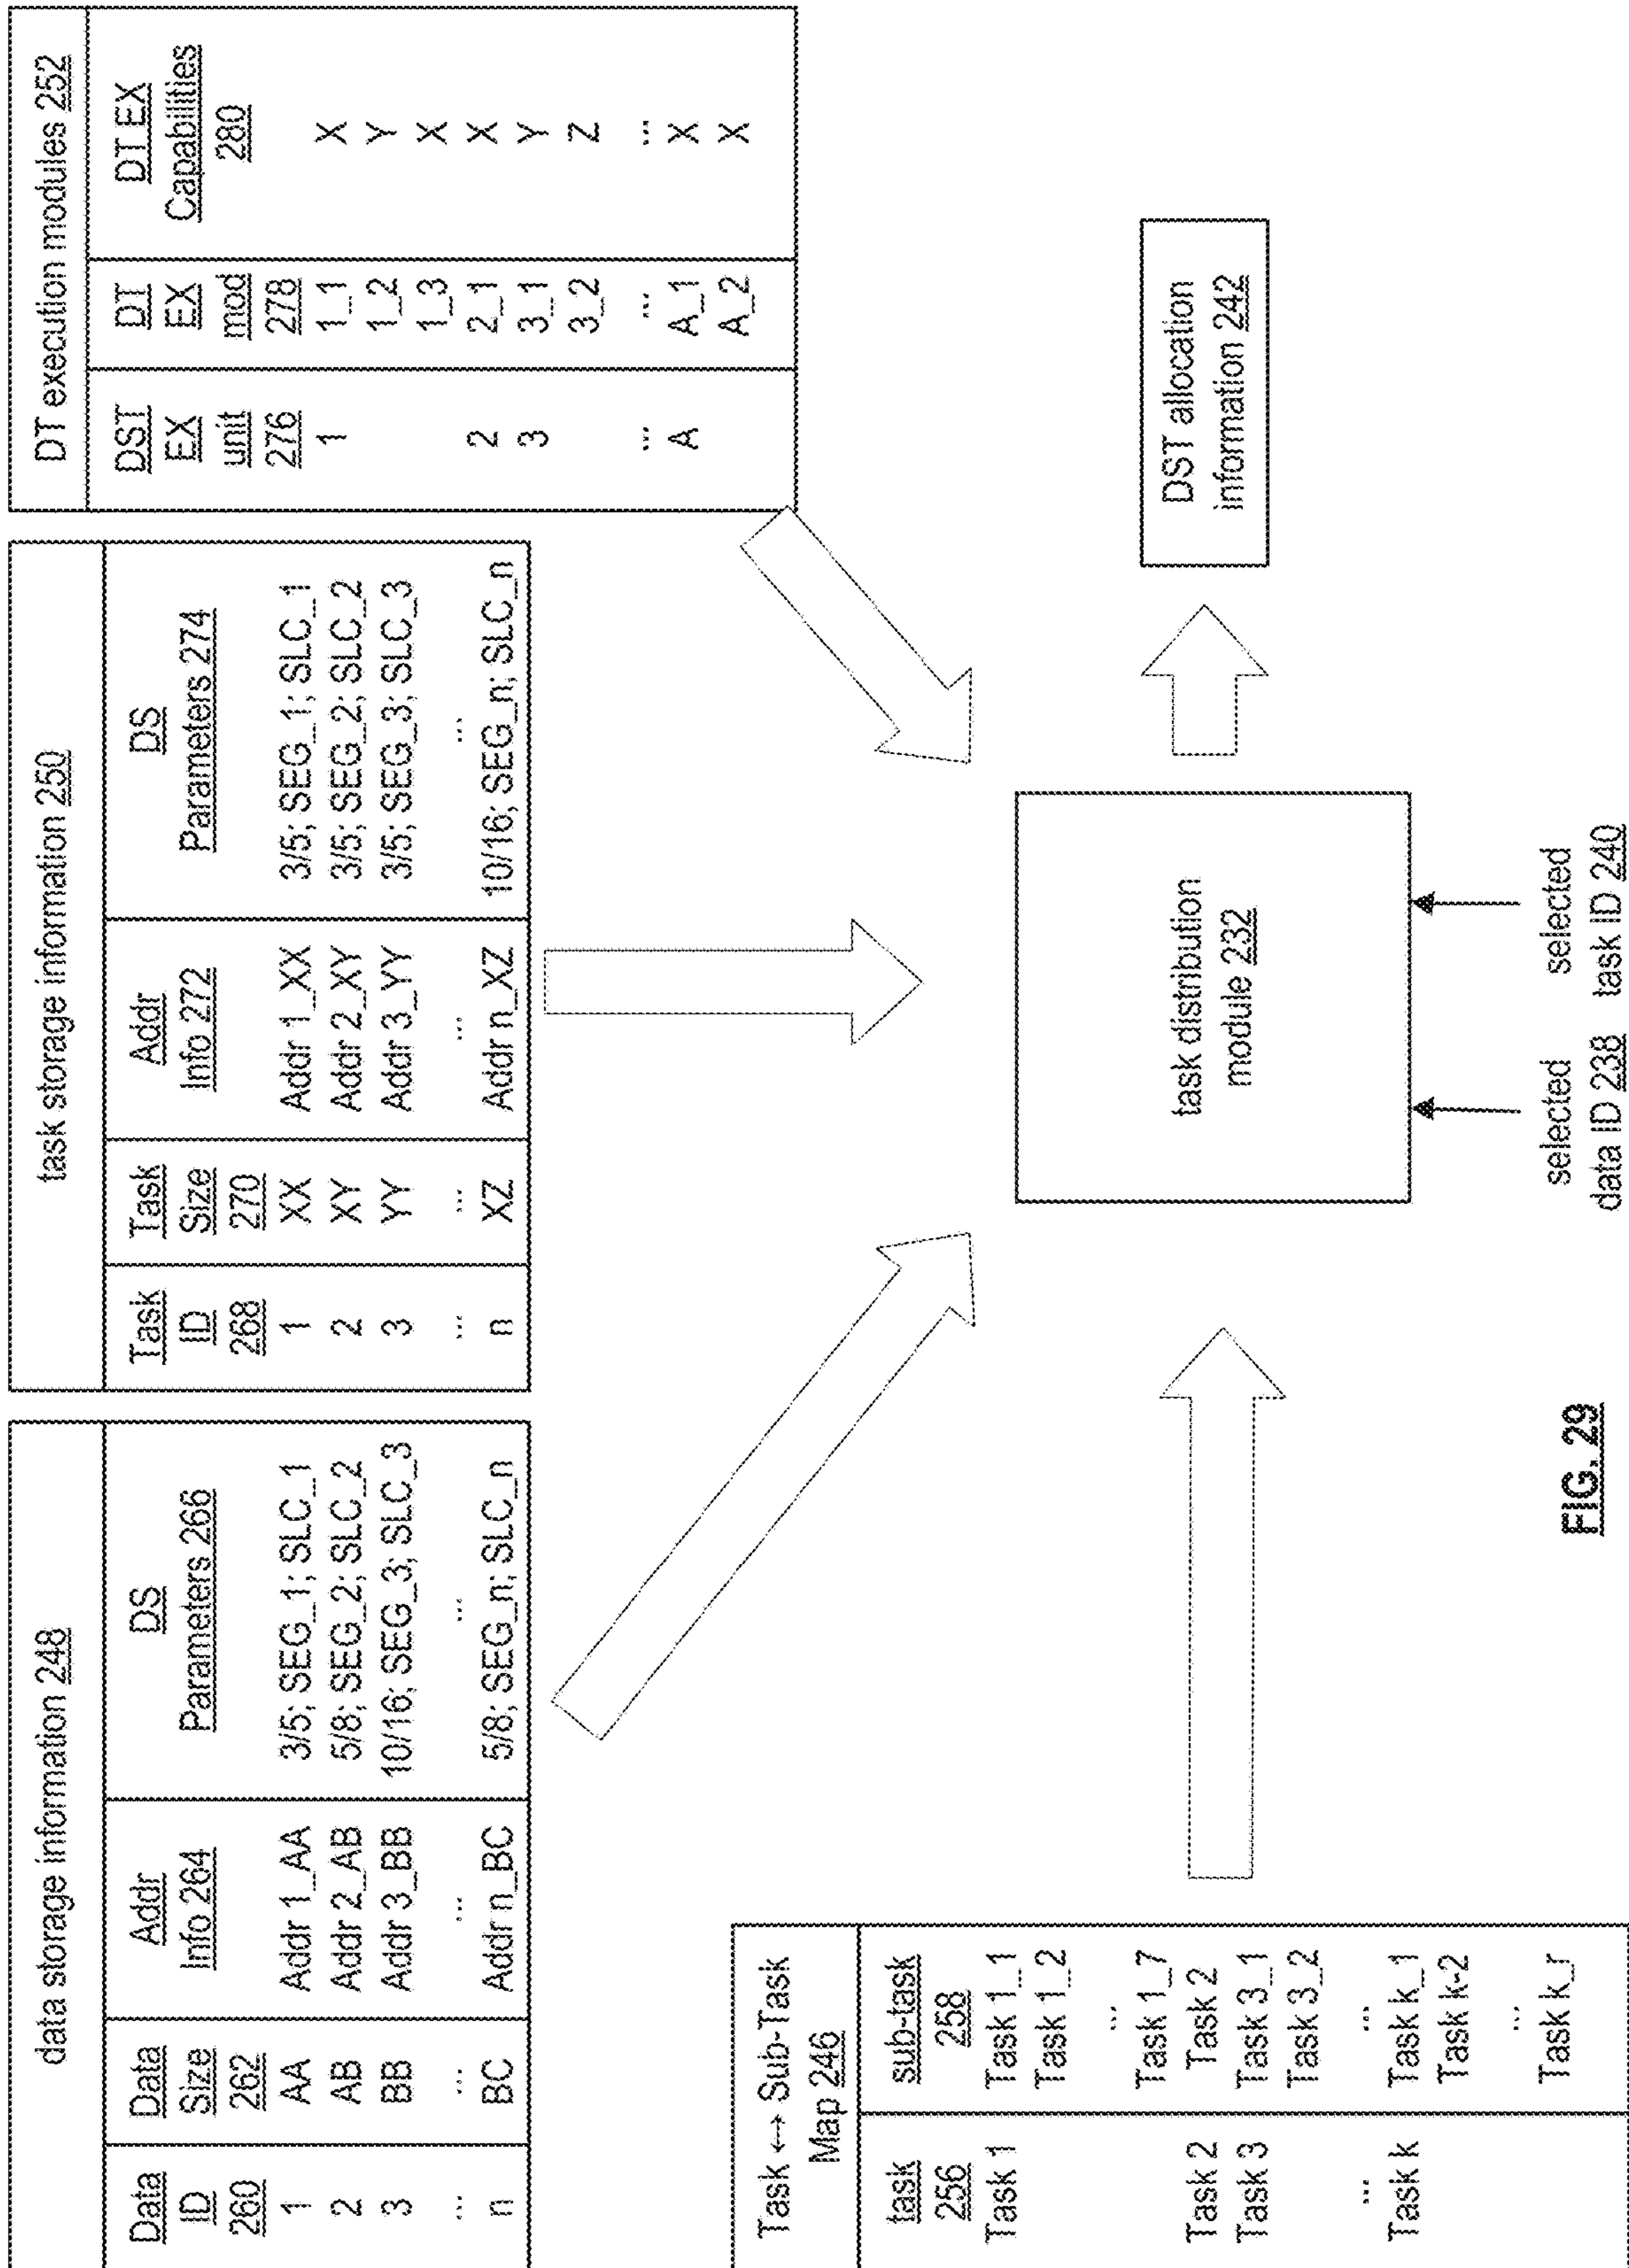 data storage information 248
Data ID 260 Data Size 262 Addr Info 264 DS Parameters 266
1 AA Addr 1_AA 3/5; SEG_1; SLC_1
2 AB Addr 2_AB 5/8; SEG_2; SLC_2
3 BB Addr 3_BB 10/16; SEG_3; SLC_3
... ... ... ...
n BC Addr n_BC 5/8; SEG_n; SLC_n
task storage information 250
Task ID 268 Task Size 270 Addr Info 272 DS Parameters 274
1 XX Addr 1_XX 3/5; SEG_1; SLC_1
2 XY Addr 2_XY 3/5; SEG_2; SLC_2
3 YY Addr 3_YY 3/5; SEG_3; SLC_3
... ... ... ...
n XZ Addr n_XZ 10/16; SEG_n; SLC_n
DT execution modules 252
DST EX unit 276 DT EX mod 278 DT EX Capabilities 280
1 1_1 X
1_2 Y
1_3 X
2 2_1 X
3 3_1 Y
3_2 Z
... ... ...
A A_1 X
A_2 X
Task ↔ Sub-Task
Map 246
task 256 sub-task 258
Task 1 Task 1_1
Task 1_2
...
Task 1_7
Task 2 Task 2
Task 3 Task 3_1
Task 3_2
... ...
Task k Task k_1
Task k-2
...
Task k_r
task distribution
module 232
DST allocation
information 242
selected
data ID 238
selected
task ID 240
FIG. 29